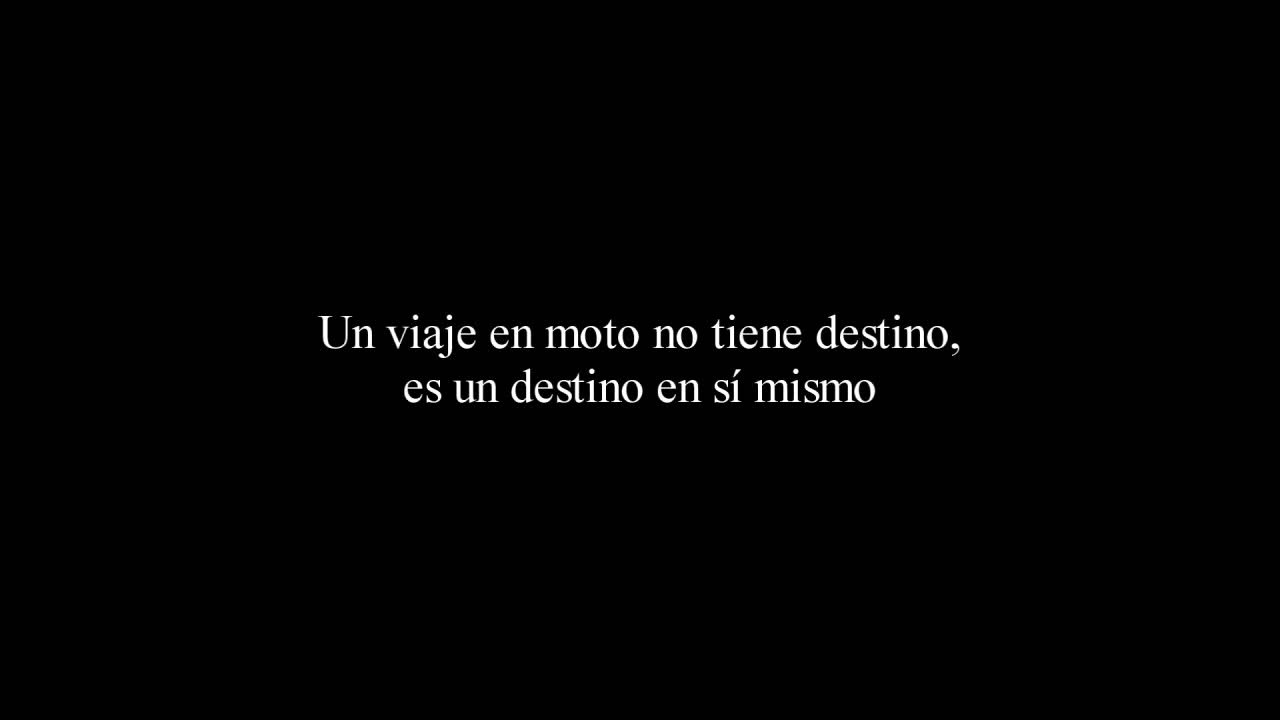 Un viaje en moto no tiene destino,
es un destino en sí mismo